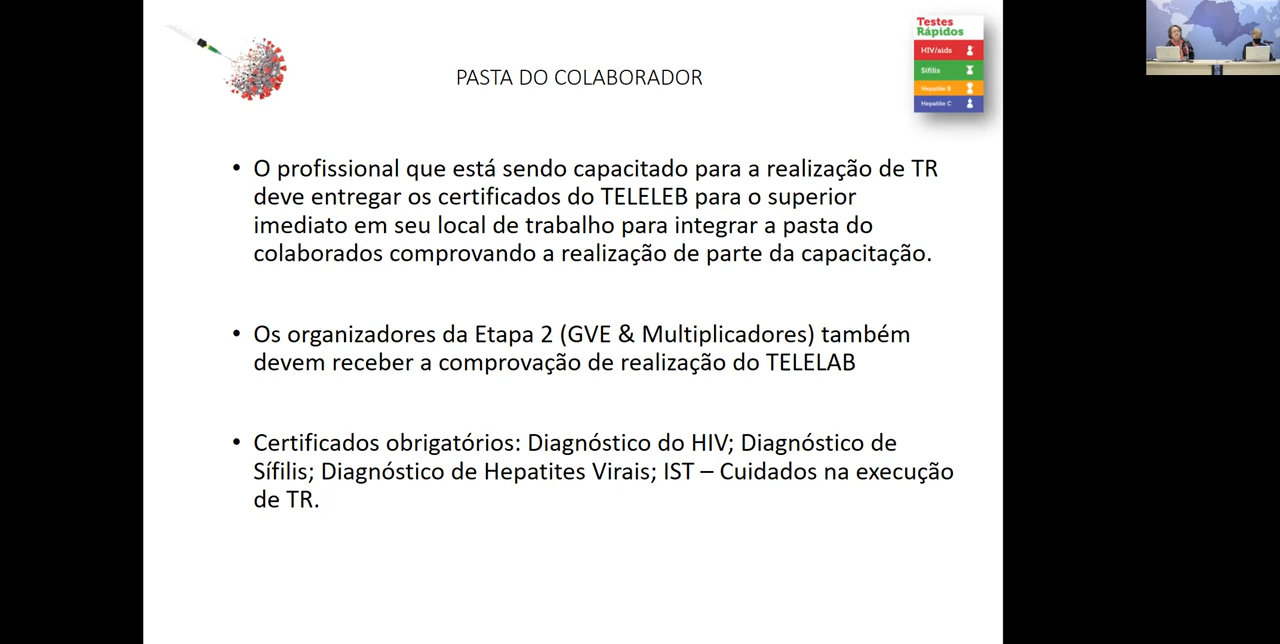 Testes
Rápidos
HIV/aids
Sífilis
Hepatite B
Hepatite C
PASTA DO COLABORADOR
• O profissional que está sendo capacitado para a realização de TR
deve entregar os certificados do TELELEB para o superior
imediato em seu local de trabalho para integrar a pasta do
colaborados comprovando a realização de parte da capacitação.
• Os organizadores da Etapa 2 (GVE & Multiplicadores) também
devem receber a comprovação de realização do TELELAB
• Certificados obrigatórios: Diagnóstico do HIV; Diagnóstico de
Sífilis; Diagnóstico de Hepatites Virais; IST – Cuidados na execução
de TR.